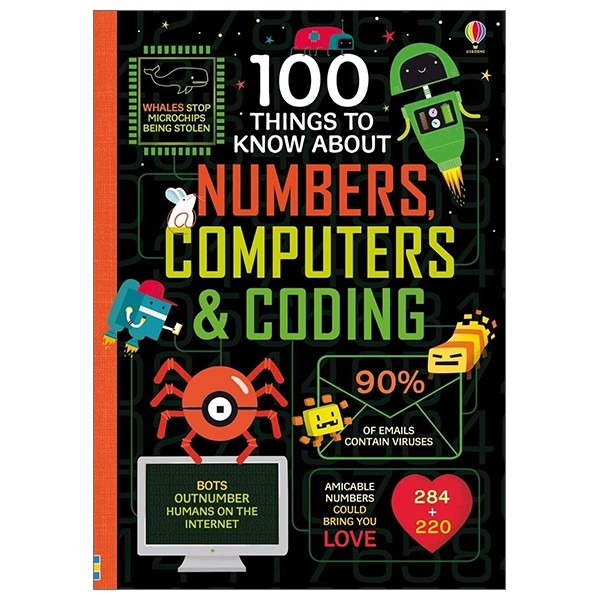 WHALES STOP
MICROCHIPS
BEING STOLEN
USBORNE
100
THINGS TO
KNOW ABOUT
NUMBERS,
COMPUTERS
& CODING
90%
OF EMAILS
CONTAIN VIRUSES
BOTS
OUTNUMBER
HUMANS ON THE
INTERNET
AMICABLE
NUMBERS
COULD
BRING YOU
LOVE
284
+
220